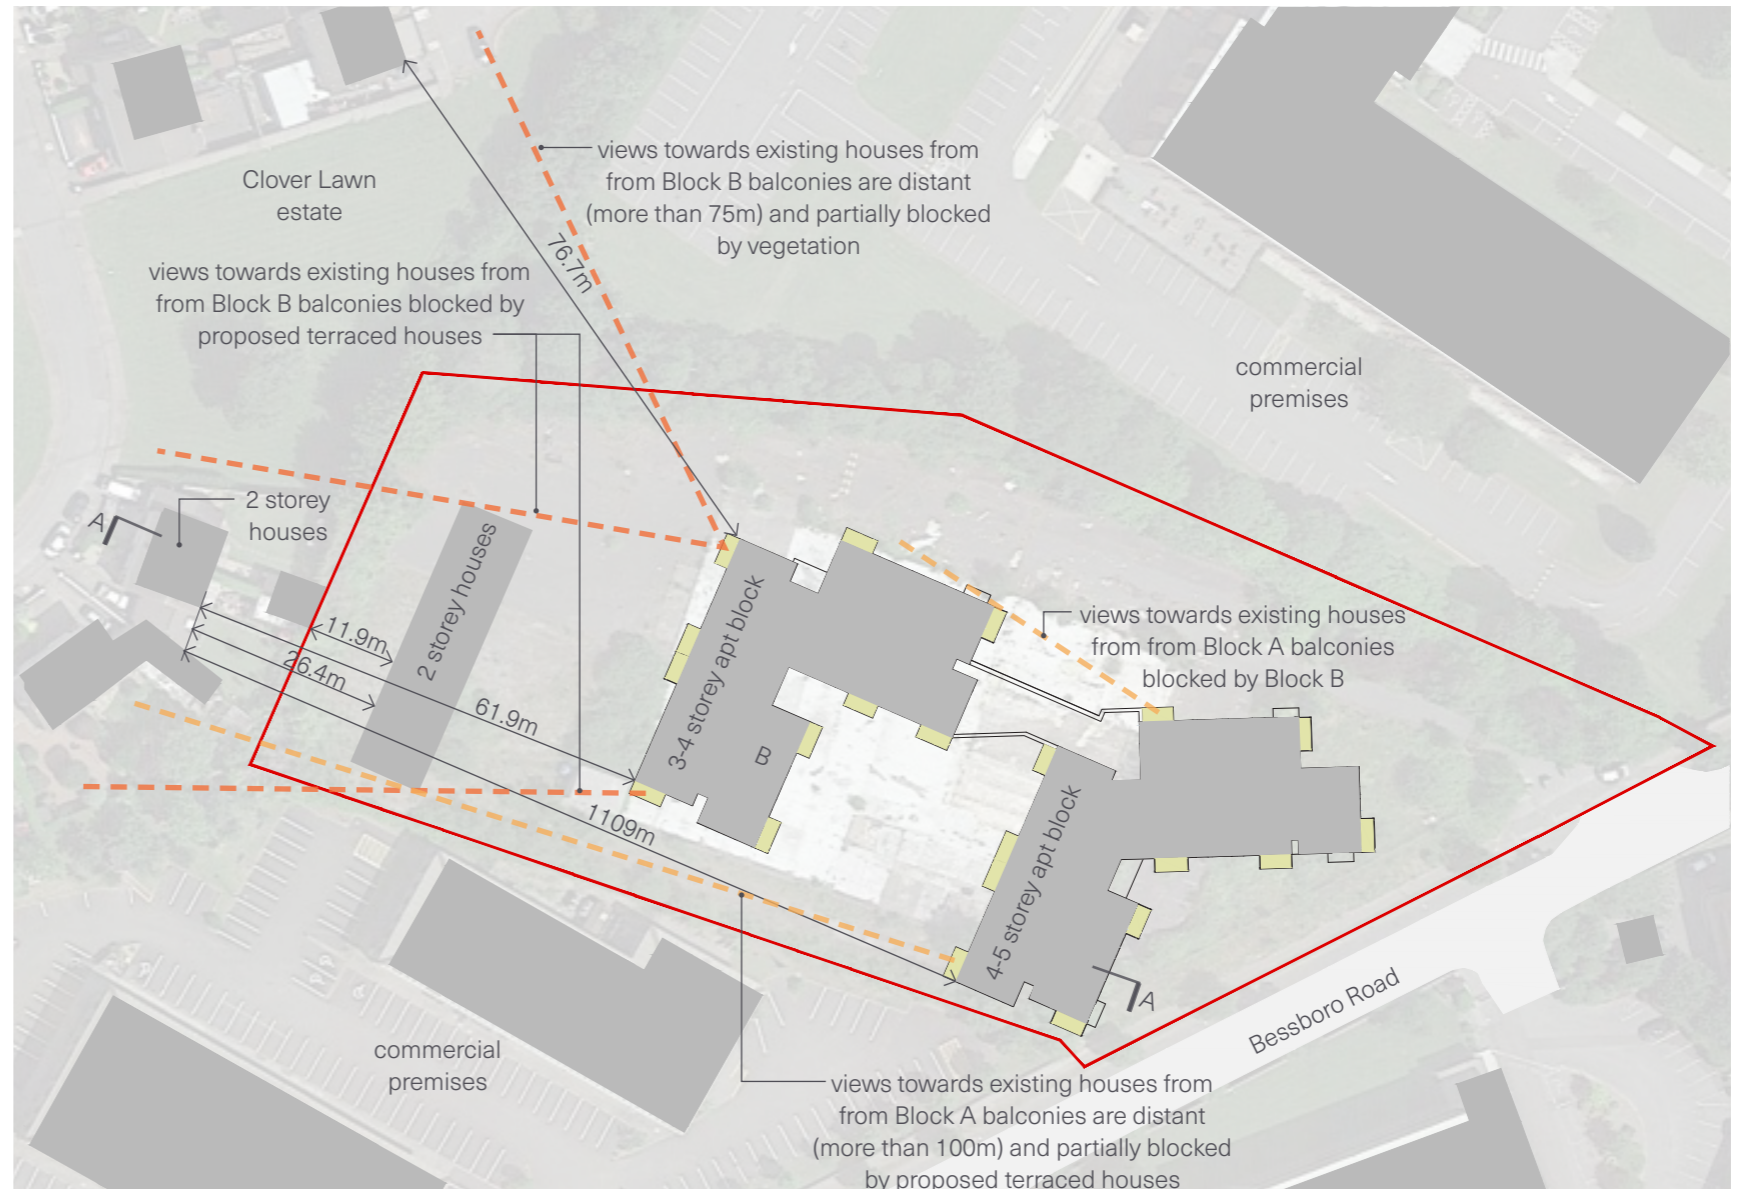 views towards existing houses from
from Block B balconies are distant
(more than 75m) and partially blocked
by vegetation
Clover Lawn
estate
76.7m
views towards existing houses from
from Block B balconies blocked by
proposed terraced houses
commercial
premises
A
2 storey
houses
2 storey houses
11.9m
26.4m
61.9m
3-4 storey apt block
B
views towards existing houses
from from Block A balconies
blocked by Block B
1109m
4-5 storey apt block
A
Bessboro Road
commercial
premises
views towards existing houses from
from Block A balconies are distant
(more than 100m) and partially blocked
by proposed terraced houses